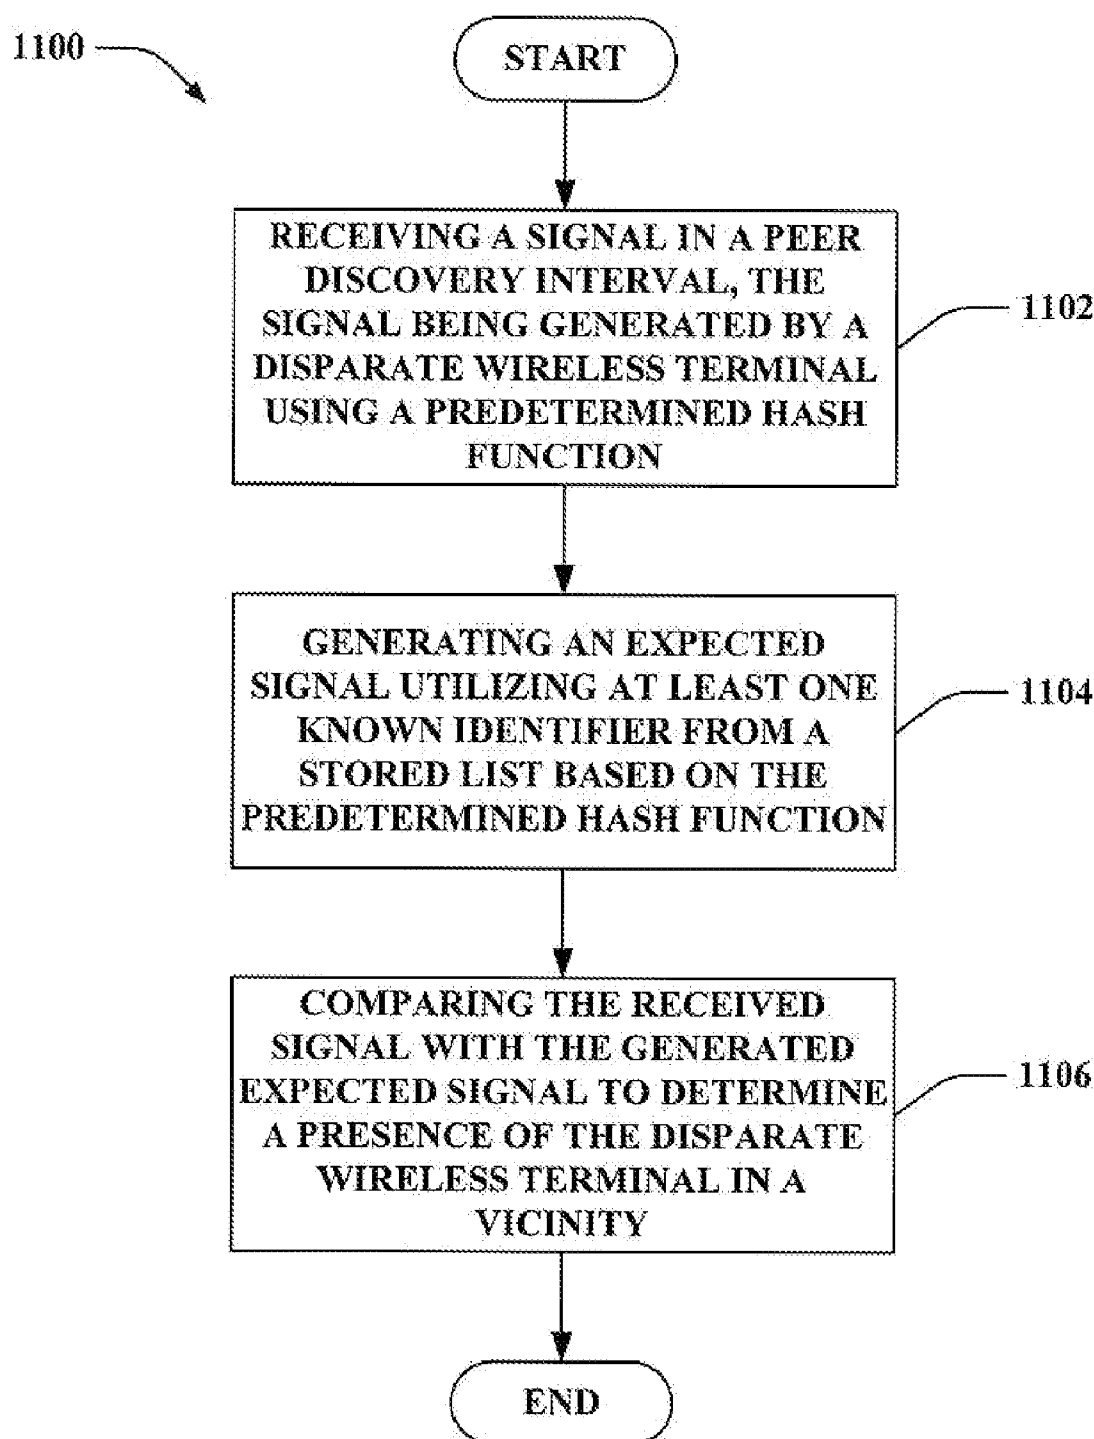 1100
START
RECEIVING A SIGNAL IN A PEER
DISCOVERY INTERVAL, THE
SIGNAL BEING GENERATED BY A
DISPARATE WIRELESS TERMINAL
USING A PREDETERMINED HASH
FUNCTION
1102
GENERATING AN EXPECTED
SIGNAL UTILIZING AT LEAST ONE
KNOWN IDENTIFIER FROM A
STORED LIST BASED ON THE
PREDETERMINED HASH FUNCTION
1104
COMPARING THE RECEIVED
SIGNAL WITH THE GENERATED
EXPECTED SIGNAL TO DETERMINE
A PRESENCE OF THE DISPARATE
WIRELESS TERMINAL IN A
VICINITY
1106
END